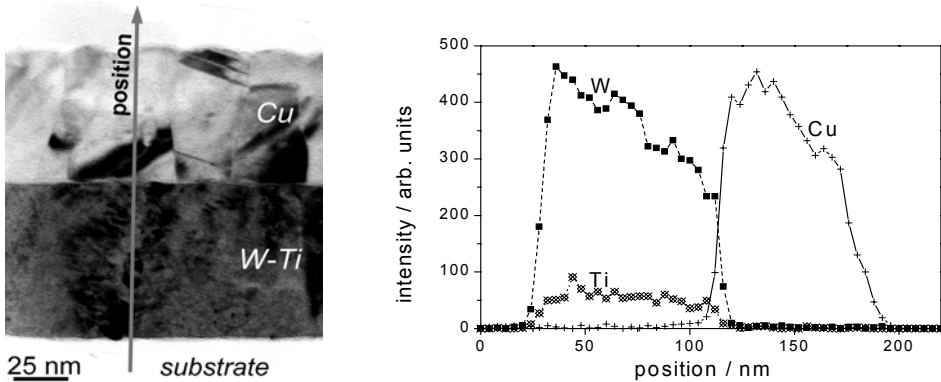 position
Cu
W-Ti
25 nm
substrate
intensity / arb. units
500
400
300
200
100
0
W
Cu
Ti
0 50 100 150 200
position / nm